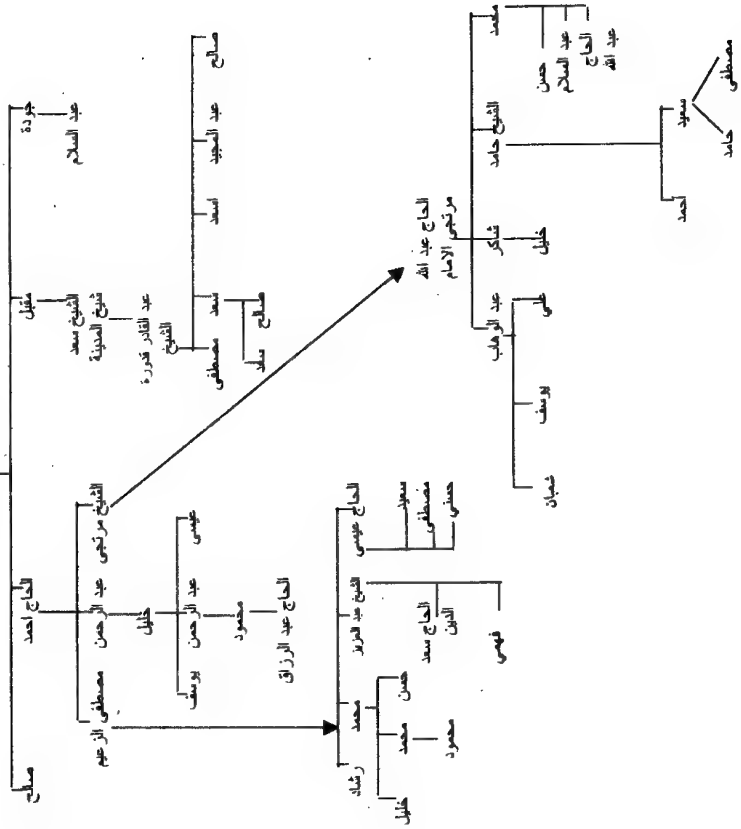 جودة
عبد السلام
مقبل
الشيخ سعد
شيخ المدينة
عبد القادر قدورة
الشيخ
مصطفى
سعد
صالح
سعد
اسعد
عبد المجيد
صالح
الحاج احمد
الشيخ مرتجى
عبد الرحمن
خليل
عيسى
عبد الرحمن
يوسف
محمود
الحاج عبد الرزاق
مصطفى
الزعيم
صالح
الحاج عيسى
سعيد
مصطفى
حسني
الشيخ عبد العزيز
الحاج سعد
الدين
فهمي
محمد
حسن
محمد
محمود
خليل
رشاد
الحاج عبد الله
مرتجى الامام
محمد
حسن
عبد السلام
الحاج
عبد الله
الشيخ
حامد
سعيد
مصطفى
حامد
احمد
شاكر
خليل
عبد الوهاب
علي
يوسف
شعبان